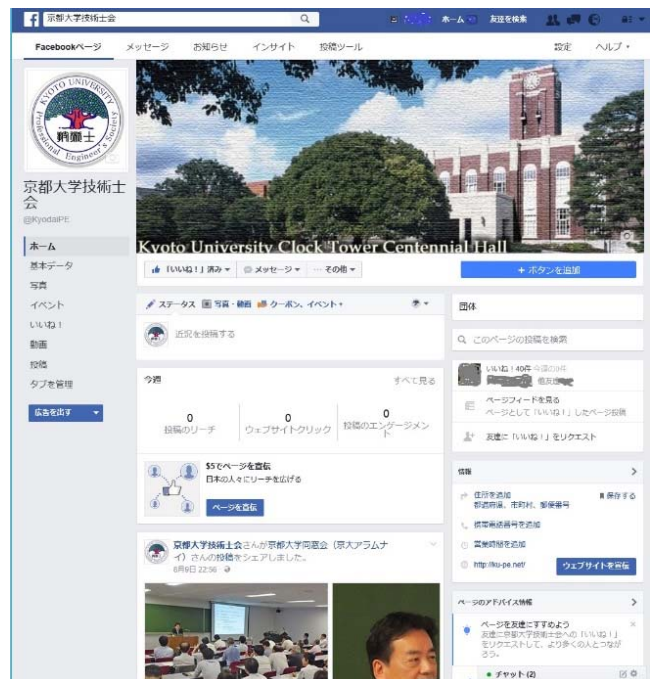 京都大学技術士会
ホーム
友達を検索
Facebookページ
メッセージ
お知らせ
インサイト
投稿ツール
設定
ヘルプ
KYOTO UNIVERSITY
Professional Engineer's Society
京都大学技術士
会
@KyodaiPE
ホーム
基本データ
写真
イベント
いいね!
動画
投稿
タブを管理
広告を出す
Kyoto University Clock Tower Centennial Hall
「いいね!」済み
メッセージ
… その他
+ ボタンを追加
ステータス
写真・動画
クーポン、イベント+
近況を投稿する
今週
すべて見る
0
投稿のリーチ
0
ウェブサイトクリック
0
投稿のエンゲージメン
ト
$5でページを宣伝
日本の人々にリーチを広げる
ページを宣伝
京都大学技術士会さんが京都大学同窓会(京大アラムナ
イ)さんの投稿をシェアしました。
6月9日 22:56
団体
このページの投稿を検索
いいね!40件 今週の0件
他友達
ページフィードを見る
ページとして「いいね!」したページ投稿
友達に「いいね!」をリクエスト
情報
住所を追加
都道府県、市町村、郵便番号
保存する
携帯電話番号を追加
営業時間を追加
http://ku-pe.net/
ウェブサイトを宣伝
ページのアドバイス情報
ページを友達にすすめよう
友達に京都大学技術士会への「いいね!」
をリクエストして、より多くの人とつなが
ろう。
チャット (2)